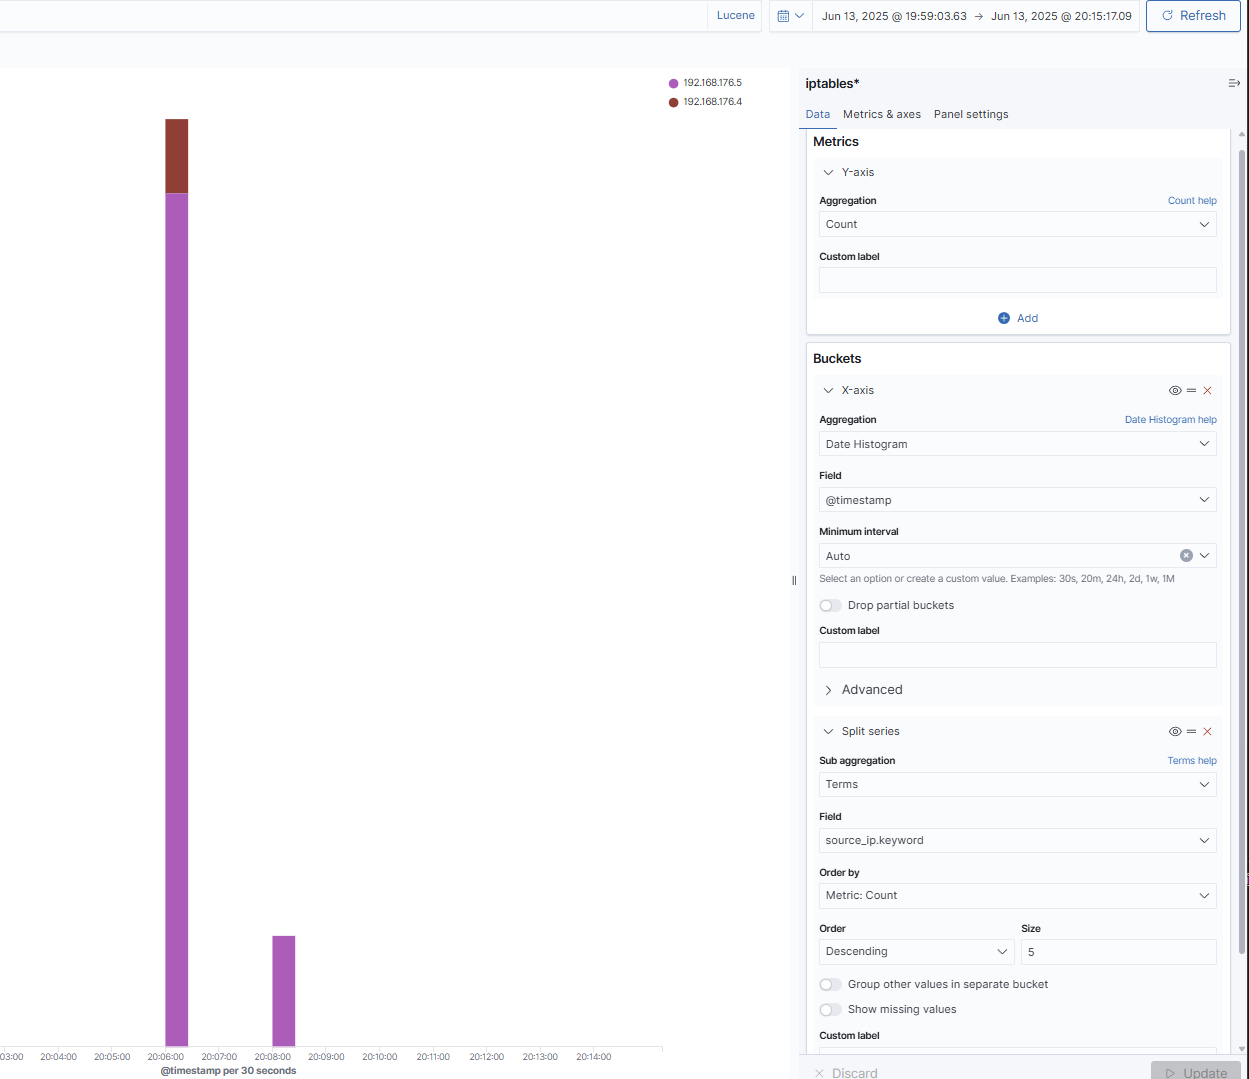 Lucene
Jun 13, 2025 @ 19:59:03.63 → Jun 13, 2025 @ 20:15:17.09
Refresh
192.168.176.5
192.168.176.4
03:00 20:04:00 20:05:00 20:06:00 20:07:00 20:08:00 20:09:00 20:10:00 20:11:00 20:12:00 20:13:00 20:14:00
@timestamp per 30 seconds
iptables*
Data Metrics & axes Panel settings
Metrics
Y-axis
Aggregation Count help
Count
Custom label
Add
Buckets
X-axis
Aggregation Date Histogram help
Date Histogram
Field
@timestamp
Minimum interval
Auto
Select an option or create a custom value. Examples: 30s, 20m, 24h, 2d, 1w, 1M
Drop partial buckets
Custom label
Advanced
Split series
Sub aggregation Terms help
Terms
Field
source_ip.keyword
Order by
Metric: Count
Order Size
Descending 5
Group other values in separate bucket
Show missing values
Custom label
Discard Update